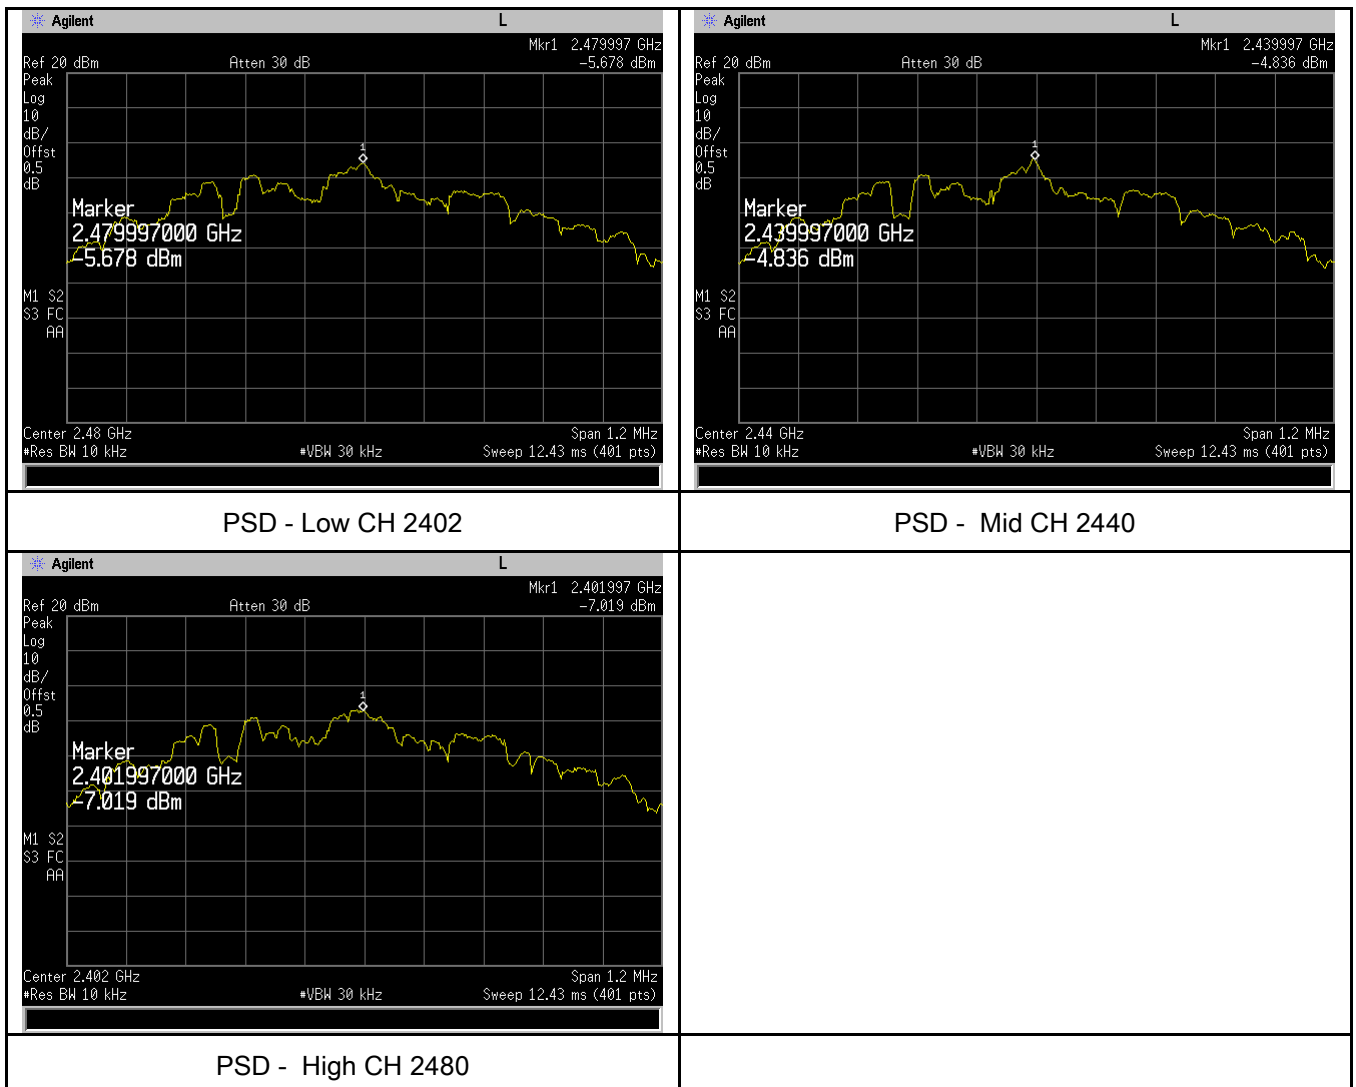 Agilent L
Mkr1 2.479997 GHz
Ref 20 dBm Atten 30 dB -5.678 dBm
Peak
Log
10
dB/
Offst
0.5
dB
1
Marker
2.479997000 GHz
-5.678 dBm
M1 S2
S3 FC
AA
Center 2.48 GHz Span 1.2 MHz
#Res BW 10 kHz #VBW 30 kHz Sweep 12.43 ms (401 pts)
PSD - Low CH 2402
Agilent L
Mkr1 2.439997 GHz
Ref 20 dBm Atten 30 dB -4.836 dBm
Peak
Log
10
dB/
Offst
0.5
dB
1
Marker
2.439997000 GHz
-4.836 dBm
M1 S2
S3 FC
AA
Center 2.44 GHz Span 1.2 MHz
#Res BW 10 kHz #VBW 30 kHz Sweep 12.43 ms (401 pts)
PSD - Mid CH 2440
Agilent L
Mkr1 2.401997 GHz
Ref 20 dBm Atten 30 dB -7.019 dBm
Peak
Log
10
dB/
Offst
0.5
dB
1
Marker
2.401997000 GHz
-7.019 dBm
M1 S2
S3 FC
AA
Center 2.402 GHz Span 1.2 MHz
#Res BW 10 kHz #VBW 30 kHz Sweep 12.43 ms (401 pts)
PSD - High CH 2480